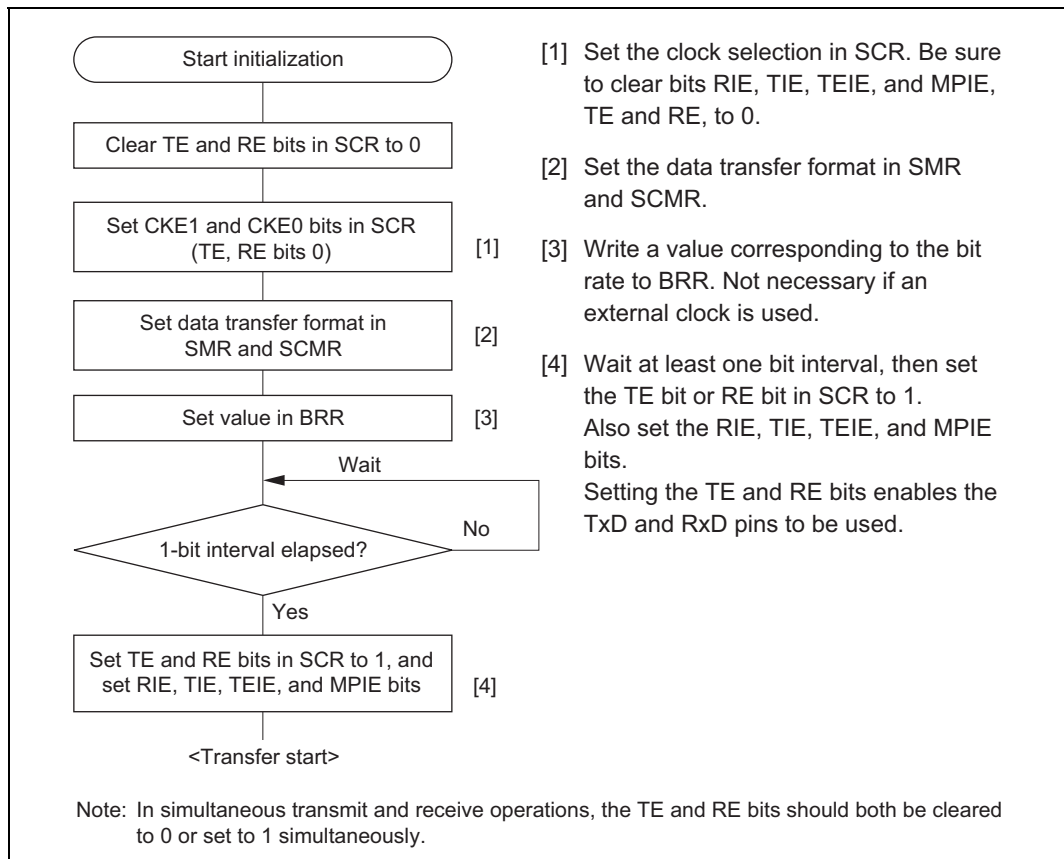 Start initialization
Clear TE and RE bits in SCR to 0
Set CKE1 and CKE0 bits in SCR
(TE, RE bits 0)
[1]
Set data transfer format in
SMR and SCMR
[2]
Set value in BRR
[3]
Wait
1-bit interval elapsed?
No
Yes
Set TE and RE bits in SCR to 1, and
set RIE, TIE, TEIE, and MPIE bits
[4]
<Transfer start>
[1] Set the clock selection in SCR. Be sure
to clear bits RIE, TIE, TEIE, and MPIE,
TE and RE, to 0.
[2] Set the data transfer format in SMR
and SCMR.
[3] Write a value corresponding to the bit
rate to BRR. Not necessary if an
external clock is used.
[4] Wait at least one bit interval, then set
the TE bit or RE bit in SCR to 1.
Also set the RIE, TIE, TEIE, and MPIE
bits.
Setting the TE and RE bits enables the
TxD and RxD pins to be used.
Note: In simultaneous transmit and receive operations, the TE and RE bits should both be cleared
to 0 or set to 1 simultaneously.